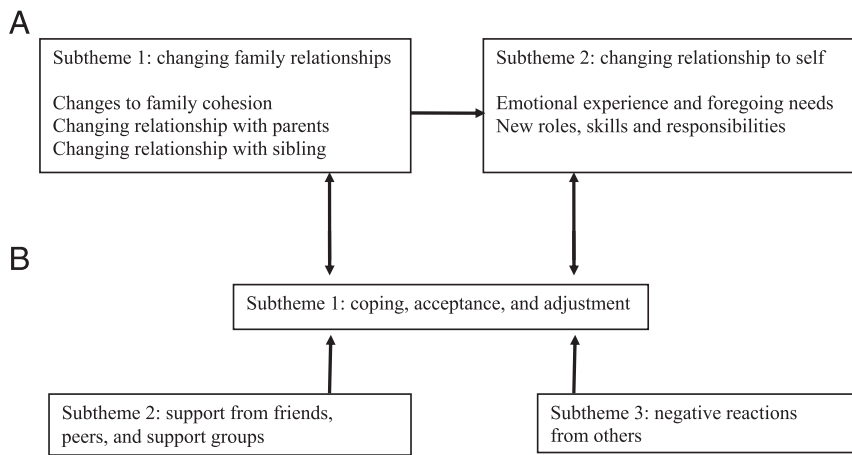 A
Subtheme 1: changing family relationships
Changes to family cohesion
Changing relationship with parents
Changing relationship with sibling
Subtheme 2: changing relationship to self
Emotional experience and foregoing needs
New roles, skills and responsibilities
B
Subtheme 1: coping, acceptance, and adjustment
Subtheme 2: support from friends,
peers, and support groups
Subtheme 3: negative reactions
from others